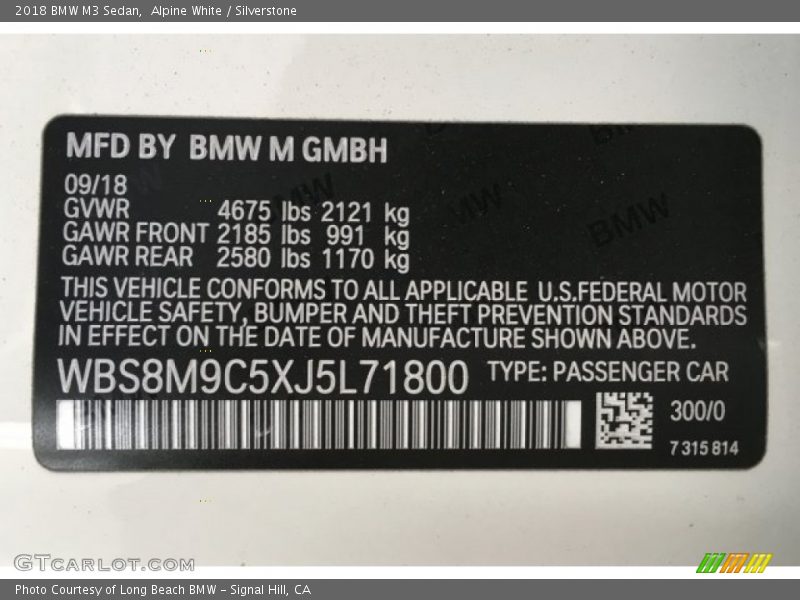 2018 BMW M3 Sedan,  Alpine White / Silverstone
MFD BY BMW M GMBH
09/18
GVWR 4675 lbs 2121 kg
GAWR FRONT 2185 lbs 991 kg
GAWR REAR 2580 lbs 1170 kg
THIS VEHICLE CONFORMS TO ALL APPLICABLE U.S.FEDERAL MOTOR
VEHICLE SAFETY, BUMPER AND THEFT PREVENTION STANDARDS
IN EFFECT ON THE DATE OF MANUFACTURE SHOWN ABOVE.
WBS8M9C5XJ5L71800 TYPE: PASSENGER CAR
300/0
7 315 814
GTCARLOT.COM
Photo Courtesy of Long Beach BMW - Signal Hill, CA